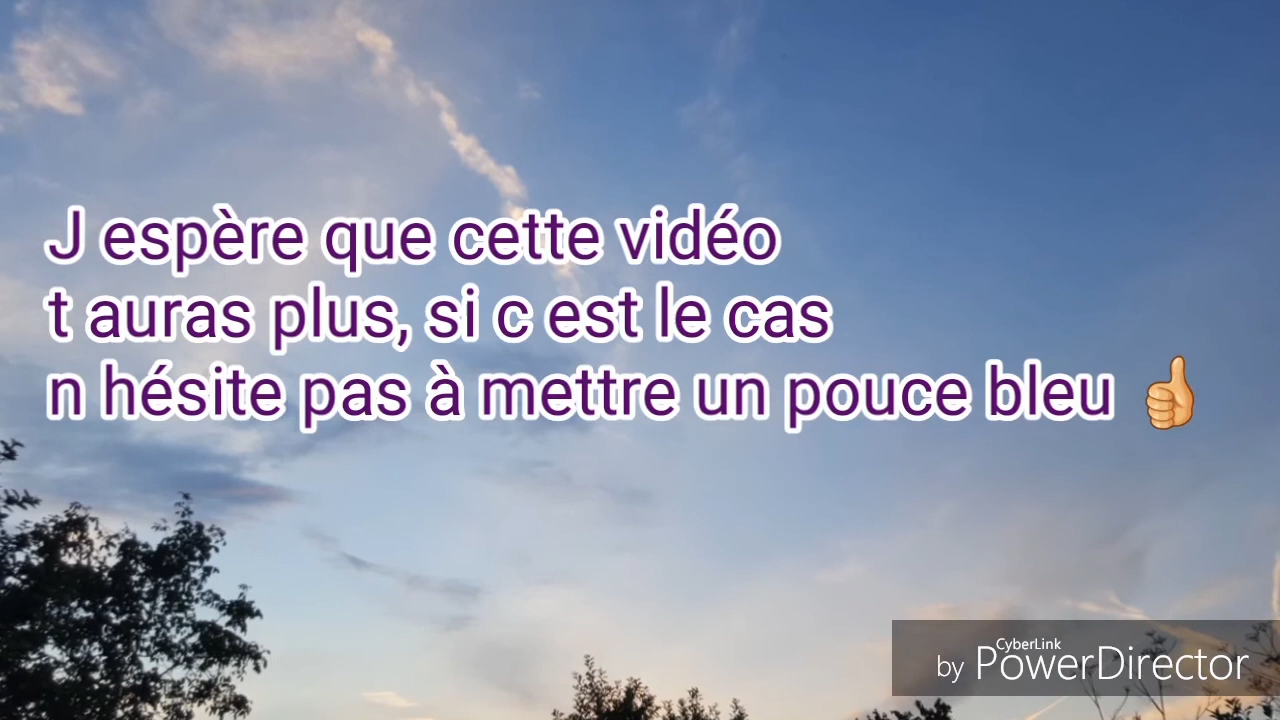 J espère que cette vidéo
t auras plus, si c est le cas
n hésite pas à mettre un pouce bleu 👍
CyberLink
by PowerDirector